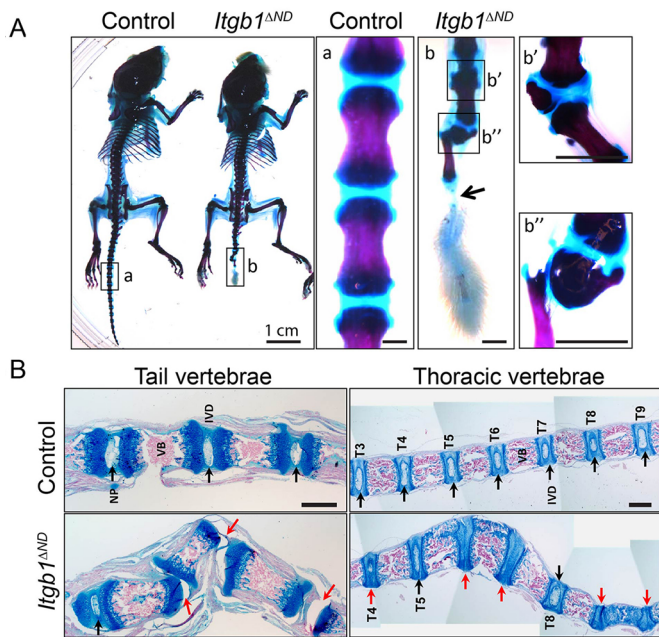 A
Control
Itgb1ΔND
Control
Itgb1ΔND
a
b
1 cm
a
b
b'
b''
b'
b''
B
Tail vertebrae
Thoracic vertebrae
Control
NP
VB
IVD
T3
T4
T5
T6
T7
T8
T9
VB
IVD
Itgb1ΔND
T4
T5
T8